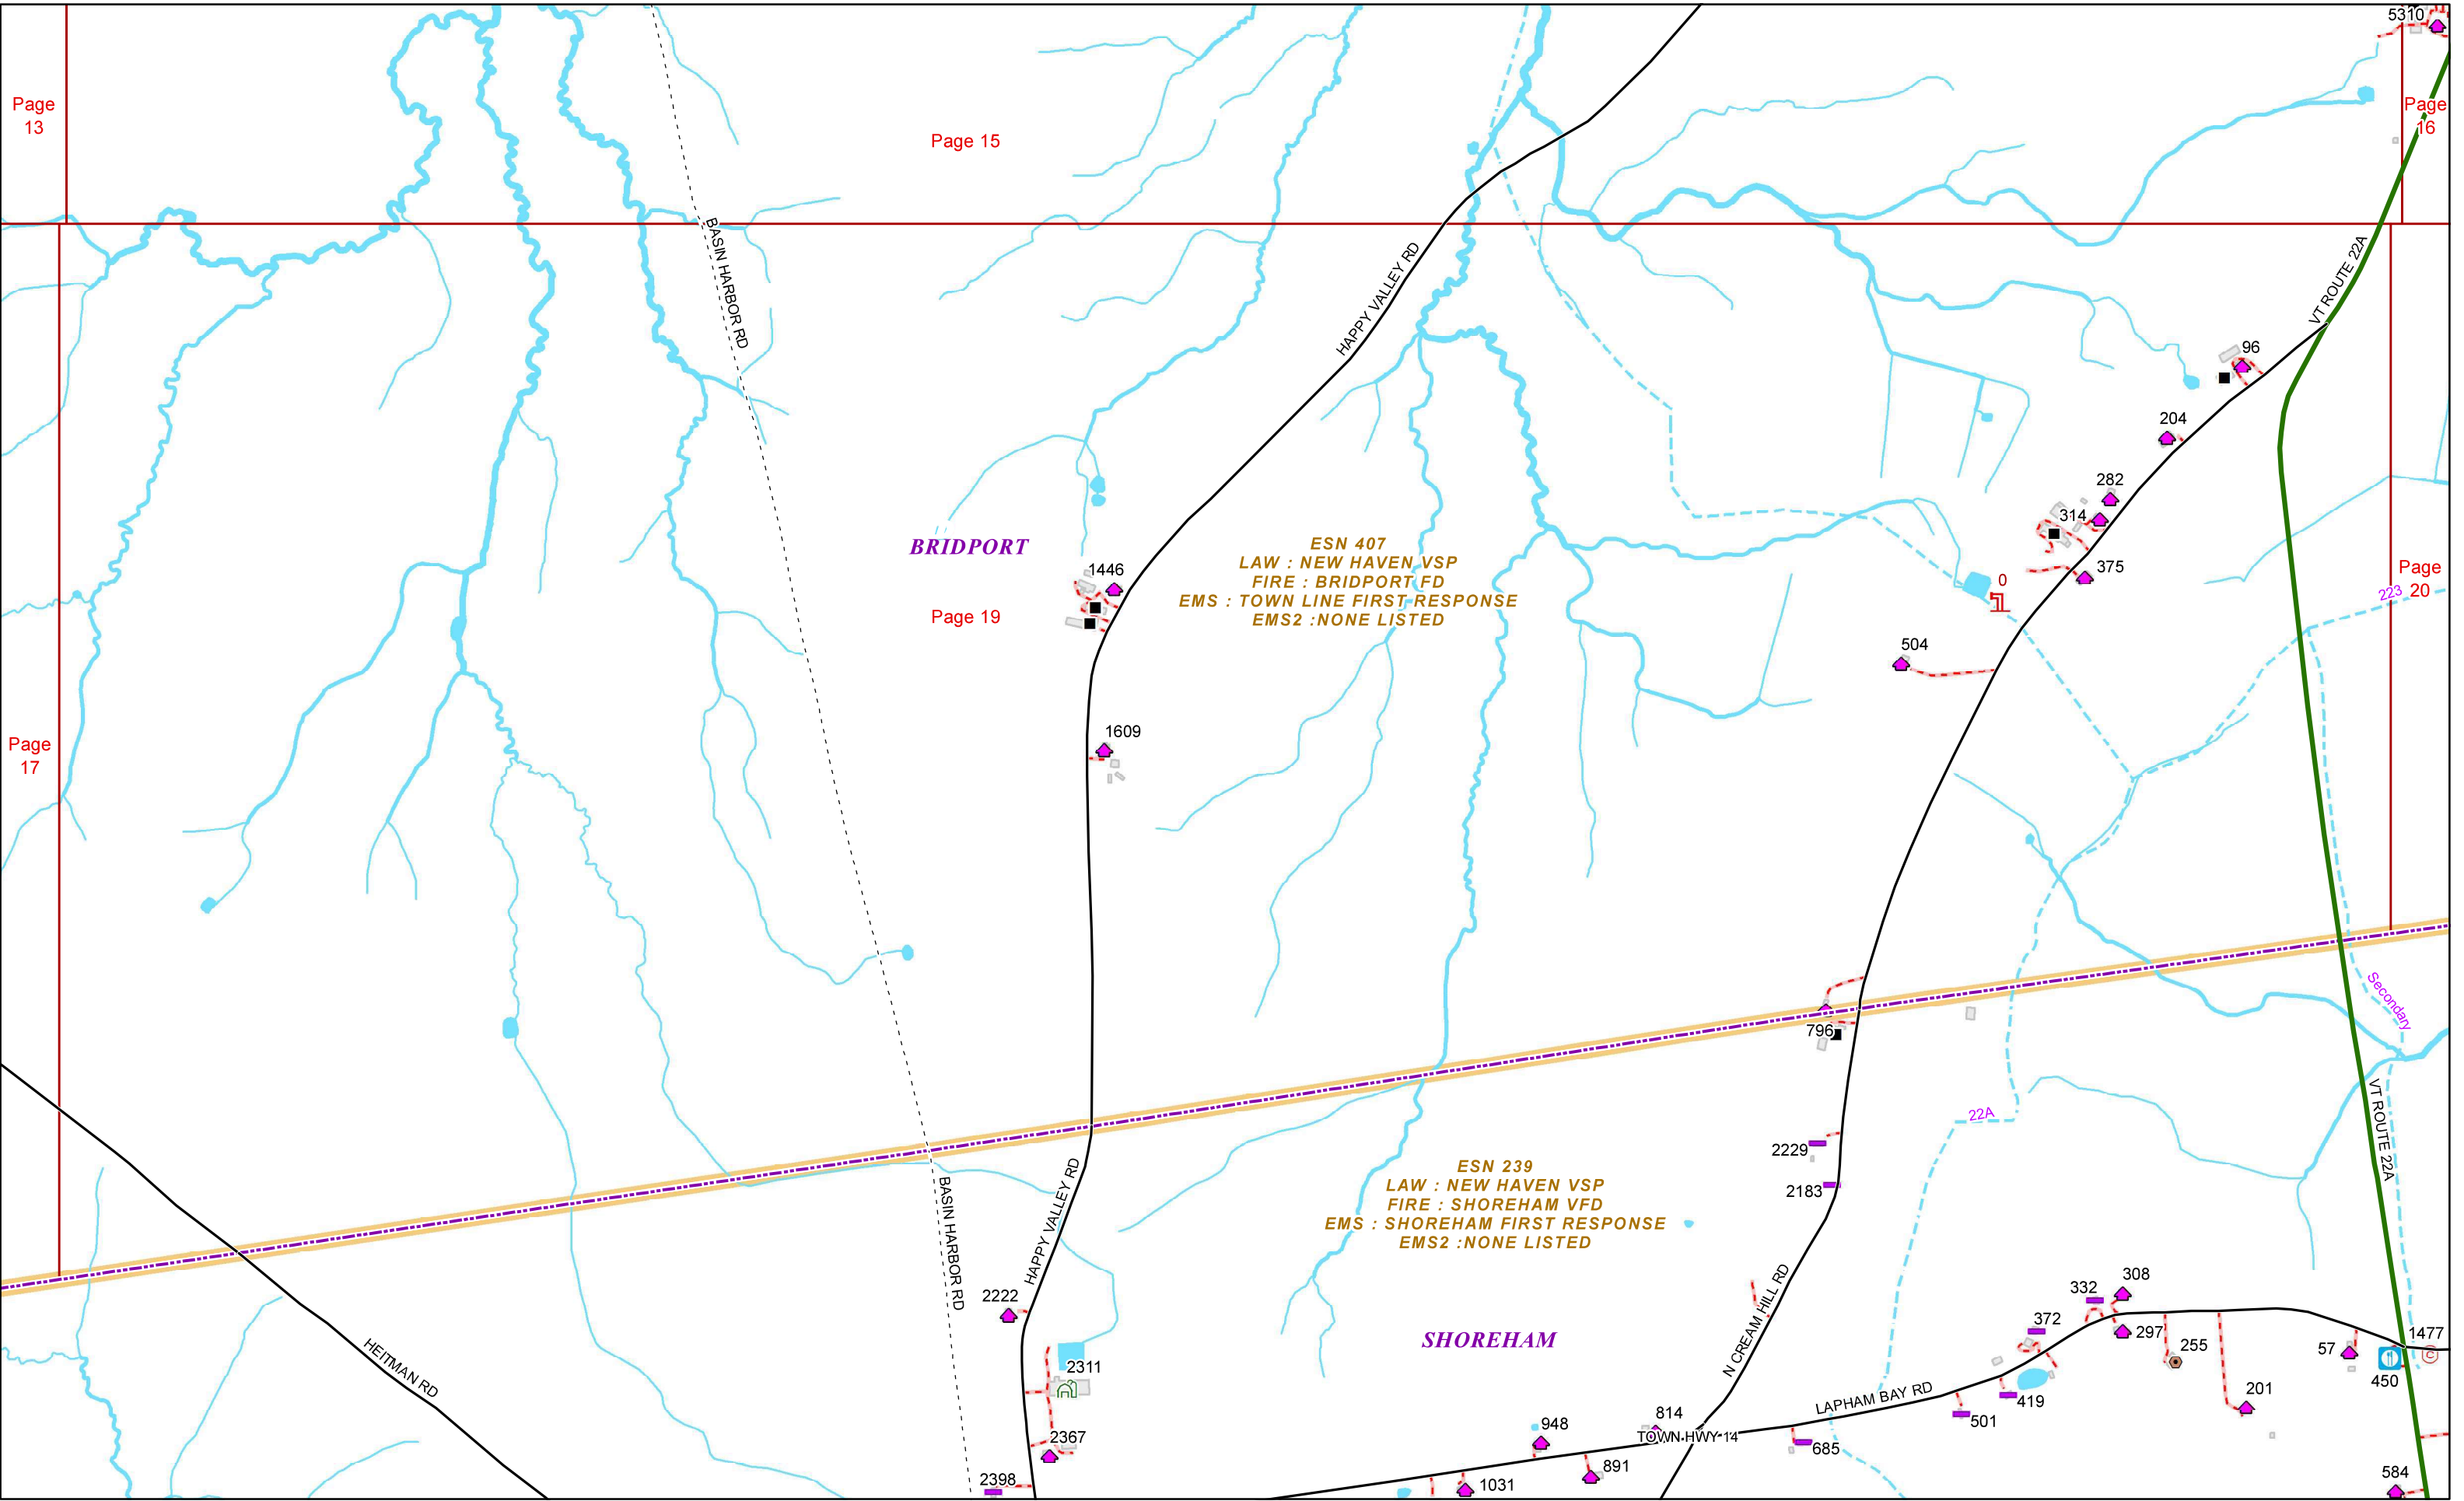 5310
Page
13
Page 15
Page
16
BASIN HARBOR RD
HAPPY VALLEY RD
VT ROUTE 22A
96
204
282
314
375
BRIDPORT
ESN 407
LAW : NEW HAVEN VSP
FIRE : BRIDPORT FD
EMS : TOWN LINE FIRST RESPONSE
EMS2 :NONE LISTED
1446
Page 19
0
Page
20
223
504
1609
Page
17
796
Secondary
22A
VT ROUTE 22A
2229
2183
ESN 239
LAW : NEW HAVEN VSP
FIRE : SHOREHAM VFD
EMS : SHOREHAM FIRST RESPONSE
EMS2 :NONE LISTED
HAPPY VALLEY RD
BASIN HARBOR RD
2222
SHOREHAM
N CREAM HILL RD
308
332
372
297
255
57
1477
450
HEITMAN RD
2311
201
LAPHAM BAY RD
419
501
814
948
TOWN HWY 14
685
2367
891
2398
1031
584